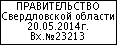 ПРАВИТЕЛЬСТВО
Свердловской области
20.05.2014г.
Вх.№23213